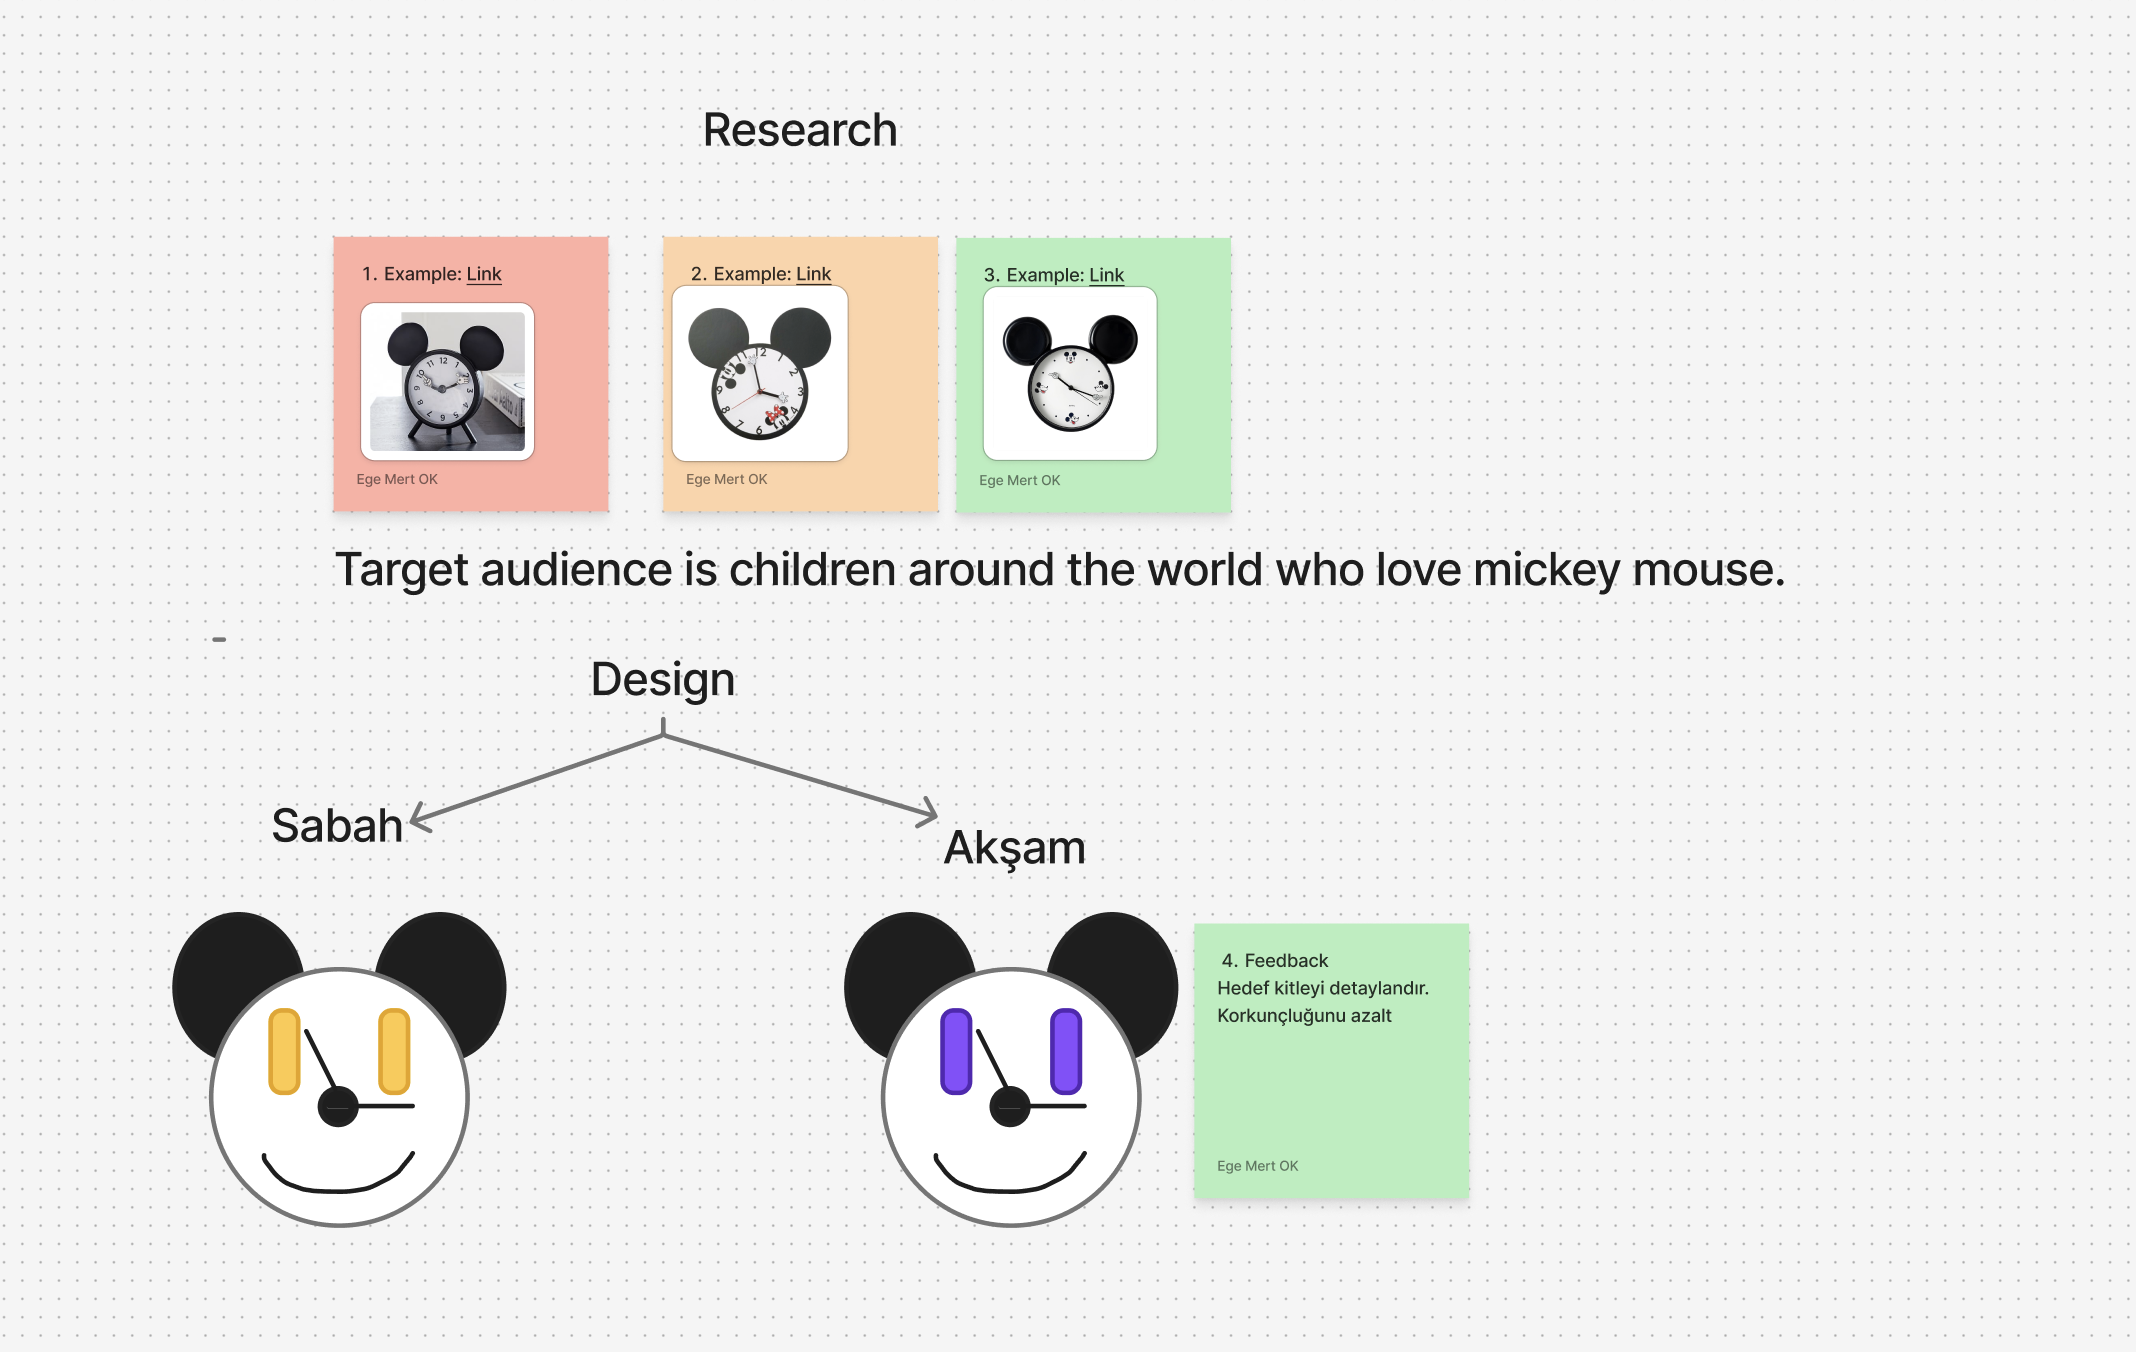 Research
1. Example: Link
2. Example: Link
3. Example: Link
Ege Mert OK
Ege Mert OK
Ege Mert OK
Target audience is children around the world who love mickey mouse.
Design
Sabah
Akşam
4. Feedback
Hedef kitleyi detaylandır.
Korkunçluğunu azalt
Ege Mert OK